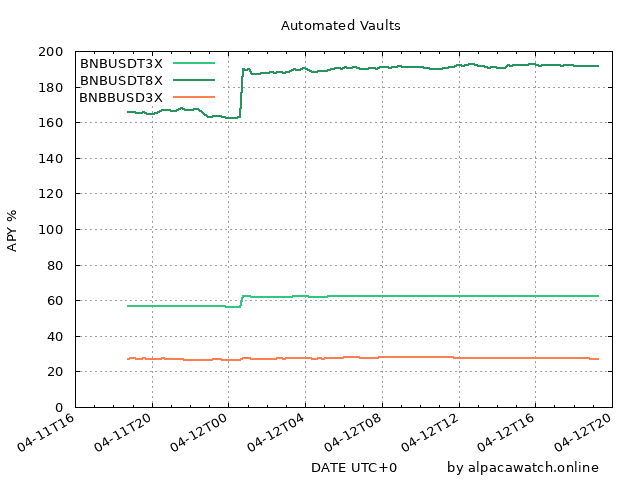 Automated Vaults
APY %
200
180
160
140
120
100
80
60
40
20
0
BNBUSDT3X
BNBUSDT8X
BNBBUSD3X
04-11T16
04-11T20
04-12T00
04-12T04
04-12T08
04-12T12
04-12T16
04-12T20
DATE UTC+0
by alpacawatch.online